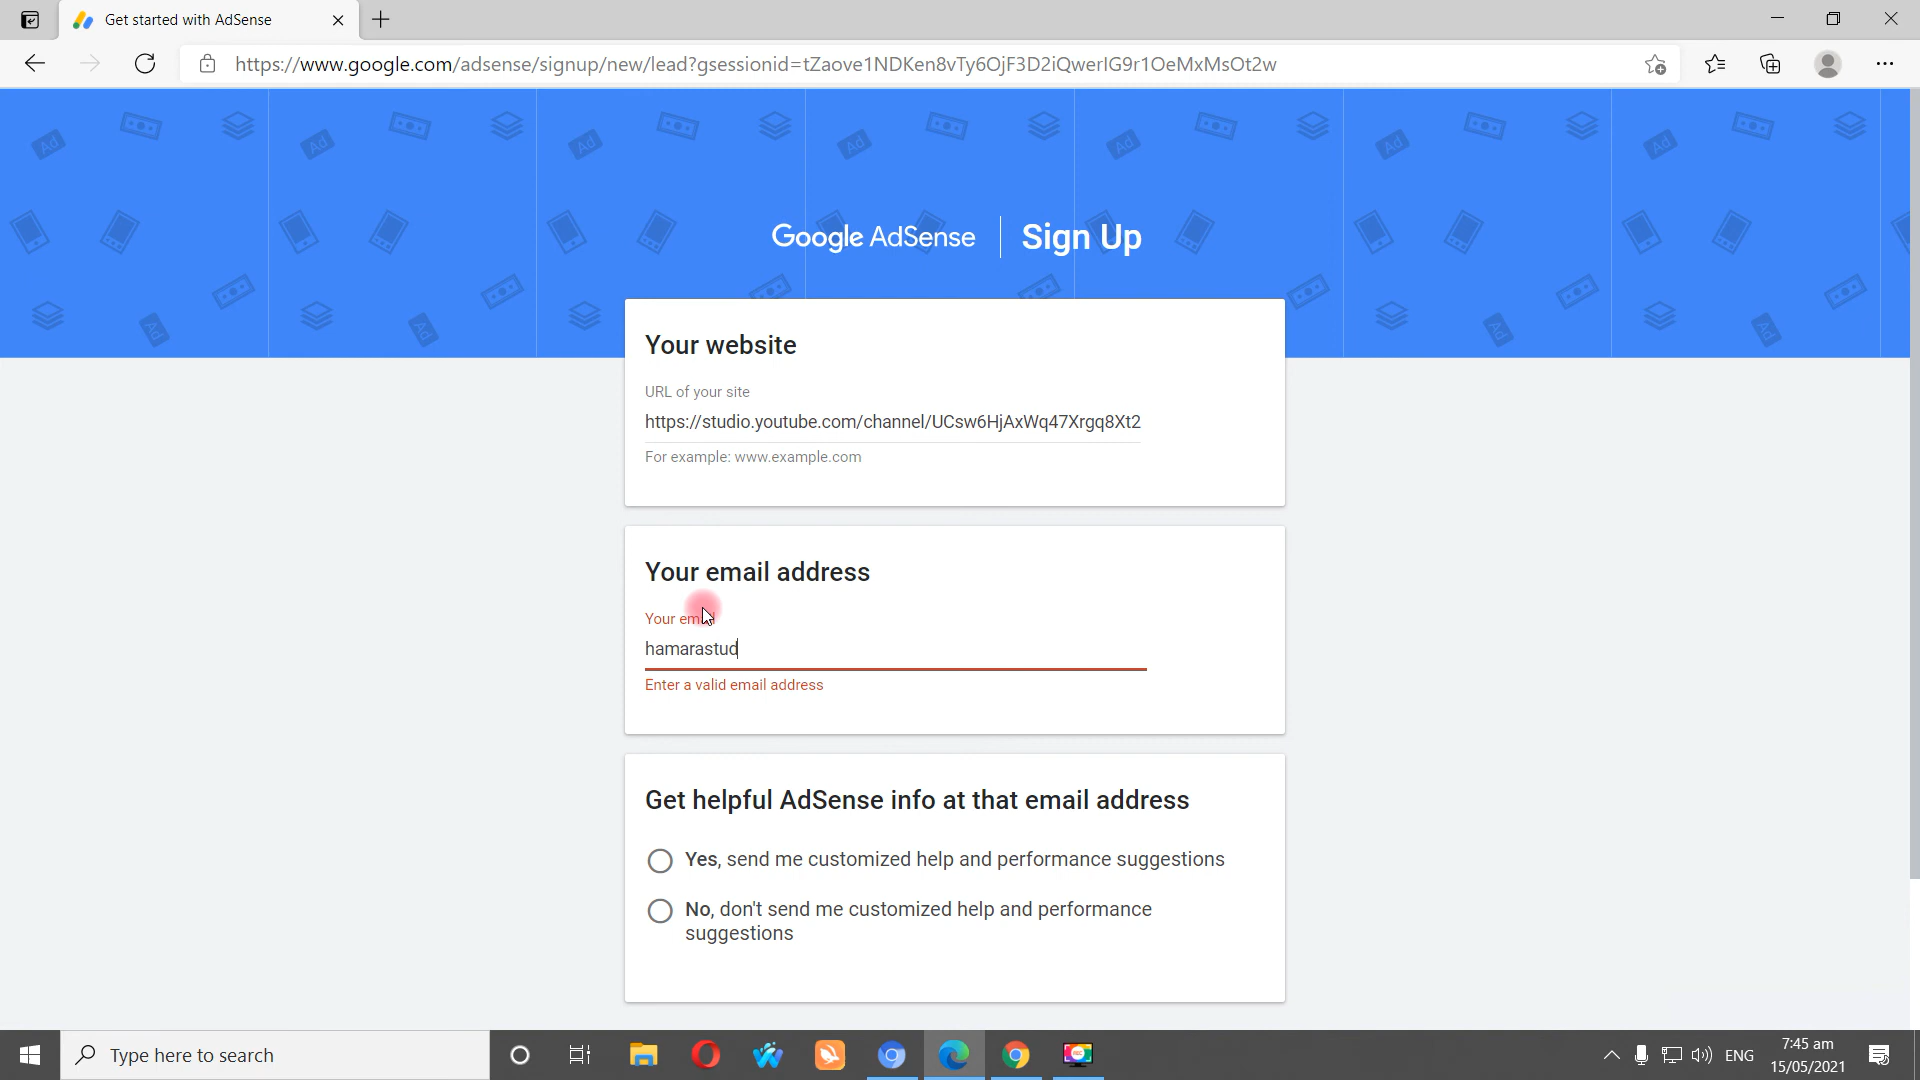 Get started with AdSense
https://www.google.com/adsense/signup/new/lead?gsessionid=tZaove1NDKen8vTy6OjF3D2iQwerIG9r1OeMxMsOt2w
Google AdSense
Sign Up
Your website
URL of your site
https://studio.youtube.com/channel/UCsw6HjAxWq47Xrgq8Xt2
For example: www.example.com
Your email address
Your email
hamarastud
Enter a valid email address
Get helpful AdSense info at that email address
Yes, send me customized help and performance suggestions
No, don't send me customized help and performance
suggestions
Type here to search
ENG
7:45 am
15/05/2021